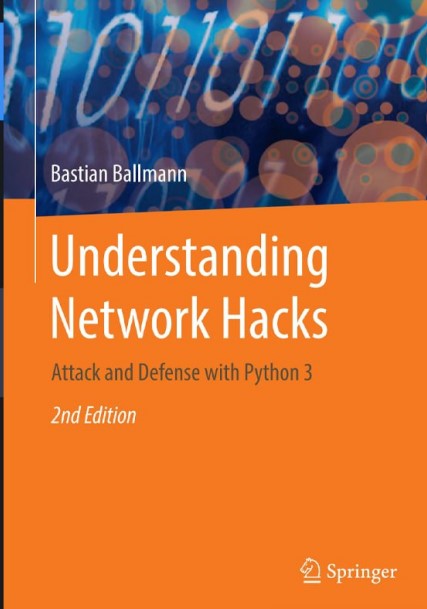 Bastian Ballmann
Understanding
Network Hacks
Attack and Defense with Python 3
2nd Edition
Springer